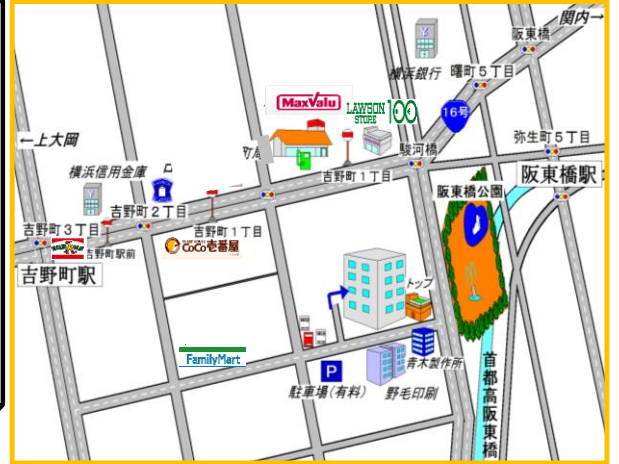 関内→
阪東橋
横浜銀行
曙町5丁目
MaxValu
LAWSON
STORE
100
16号
←上大岡
駿河橋
弥生町5丁目
吉野町1丁目
阪東橋駅
横浜信用金庫
阪東橋公園
吉野町2丁目
吉野町1丁目
吉野町3丁目
吉野町駅前
CoCo壱番屋
吉野町駅
トップ
FamilyMart
P
駐車場(有料)
野毛印刷
青木製作所
首都高阪東橋